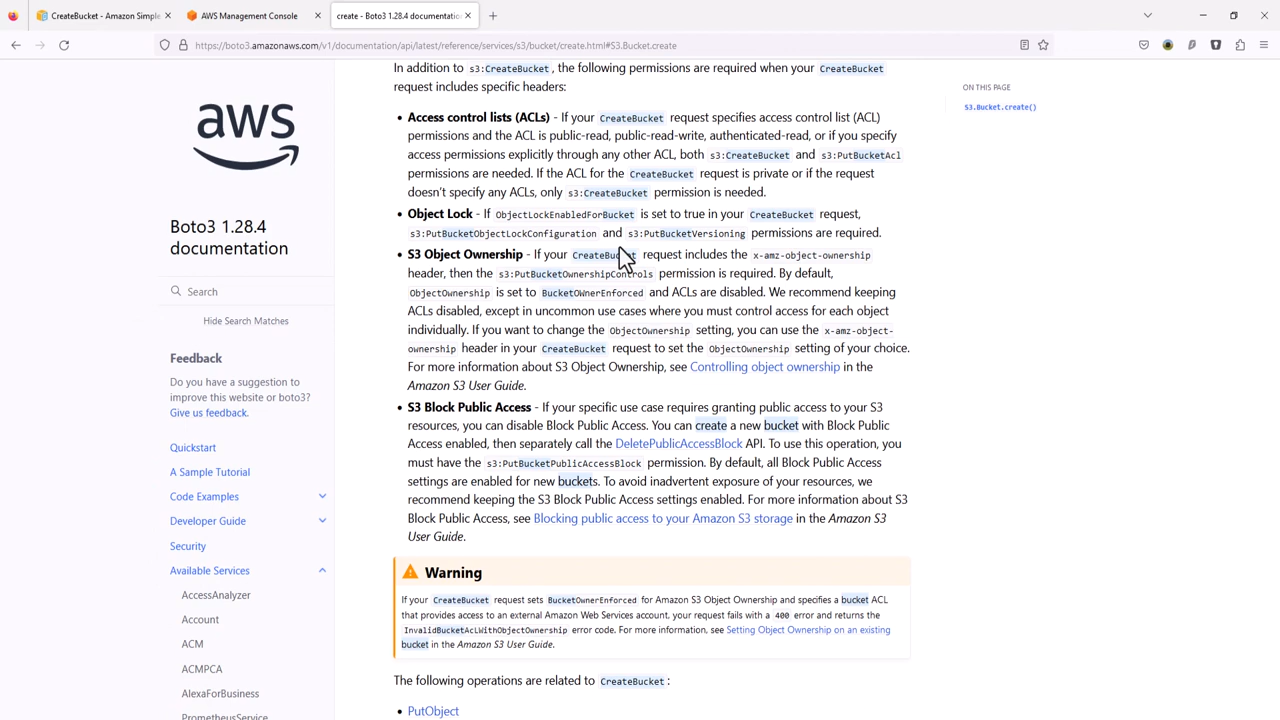 CreateBucket - Amazon Simple
AWS Management Console
create - Boto3 1.28.4 documentatio
https://boto3.amazonaws.com/v1/documentation/api/latest/reference/services/s3/bucket/create.html#S3.Bucket.create
aws
Boto3 1.28.4
documentation
Search
Hide Search Matches
Feedback
Do you have a suggestion to
improve this website or boto3?
Give us feedback.
Quickstart
A Sample Tutorial
Code Examples
Developer Guide
Security
Available Services
AccessAnalyzer
Account
ACM
ACMPCA
AlexaForBusiness
PrometheusService
In addition to s3:CreateBucket, the following permissions are required when your CreateBucket
request includes specific headers:
• Access control lists (ACLs) - If your CreateBucket request specifies access control list (ACL)
permissions and the ACL is public-read, public-read-write, authenticated-read, or if you specify
access permissions explicitly through any other ACL, both s3:CreateBucket and s3:PutBucketAcl
permissions are needed. If the ACL for the CreateBucket request is private or if the request
doesn't specify any ACLs, only s3:CreateBucket permission is needed.
• Object Lock - If ObjectLockEnabledForBucket is set to true in your CreateBucket request,
s3:PutBucketObjectLockConfiguration and s3:PutBucketVersioning permissions are required.
• S3 Object Ownership - If your CreateBucket request includes the x-amz-object-ownership
header, then the s3:PutBucketOwnershipControls permission is required. By default,
ObjectOwnership is set to BucketOWnerEnforced and ACLs are disabled. We recommend keeping
ACLs disabled, except in uncommon use cases where you must control access for each object
individually. If you want to change the ObjectOwnership setting, you can use the x-amz-object-
ownership header in your CreateBucket request to set the ObjectOwnership setting of your choice.
For more information about S3 Object Ownership, see Controlling object ownership in the
Amazon S3 User Guide.
• S3 Block Public Access - If your specific use case requires granting public access to your S3
resources, you can disable Block Public Access. You can create a new bucket with Block Public
Access enabled, then separately call the DeletePublicAccessBlock API. To use this operation, you
must have the s3:PutBucketPublicAccessBlock permission. By default, all Block Public Access
settings are enabled for new buckets. To avoid inadvertent exposure of your resources, we
recommend keeping the S3 Block Public Access settings enabled. For more information about S3
Block Public Access, see Blocking public access to your Amazon S3 storage in the Amazon S3
User Guide.
Warning
If your CreateBucket request sets BucketOwnerEnforced for Amazon S3 Object Ownership and specifies a bucket ACL
that provides access to an external Amazon Web Services account, your request fails with a 400 error and returns the
InvalidBucketAclWithObjectOwnership error code. For more information, see Setting Object Ownership on an existing
bucket in the Amazon S3 User Guide.
The following operations are related to CreateBucket:
• PutObject
ON THIS PAGE
S3.Bucket.create()